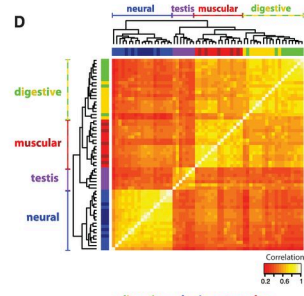 D
neural testis muscular digestive
digestive
muscular
testis
neural
Correlation
0.2 0.6 1